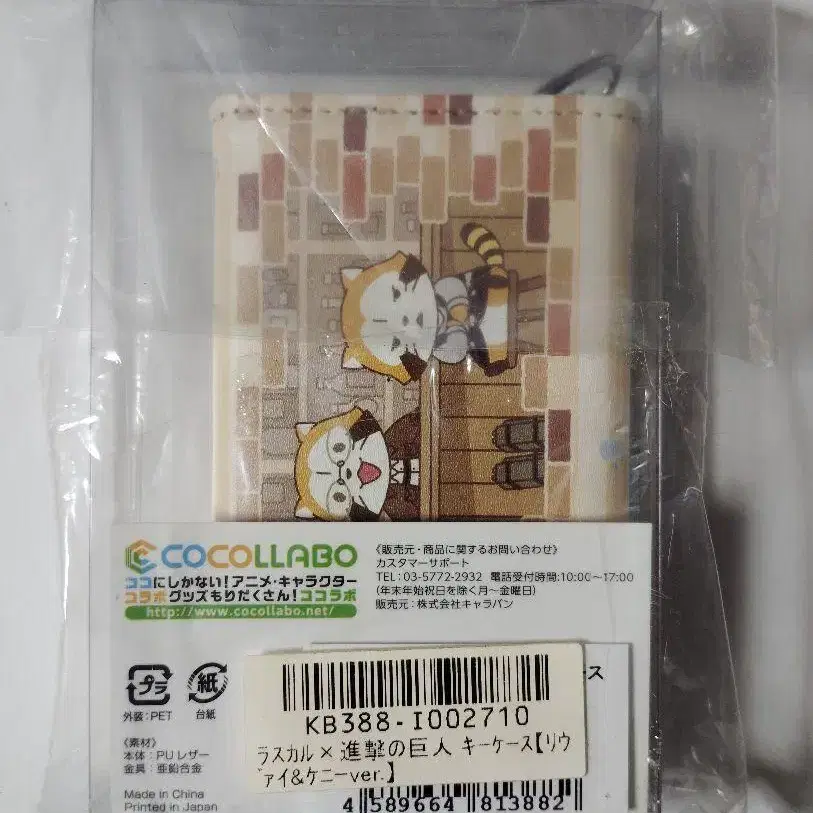 COCOLLABO
ココにしかない!アニメ・キャラクター
コラボグッズもりだくさん!ココラボ
http://www.cocollabo.net/
《販売元・商品に関するお問い合わせ》
カスタマーサポート
TEL:03-5772-2932 電話受付時間:10:00〜17:00
(年末年始祝日を除く月〜金曜日)
販売元:株式会社キャラバン
プラ
外装:PET
紙
台紙
《素材》
本体:PUレザー
金具:亜鉛合金
Made in China
Printed in Japan
ース
KB388-I002710
ラスカル×進撃の巨人 キーケース【リヴ
ァイ&ケニーver.】
4 589664 813882